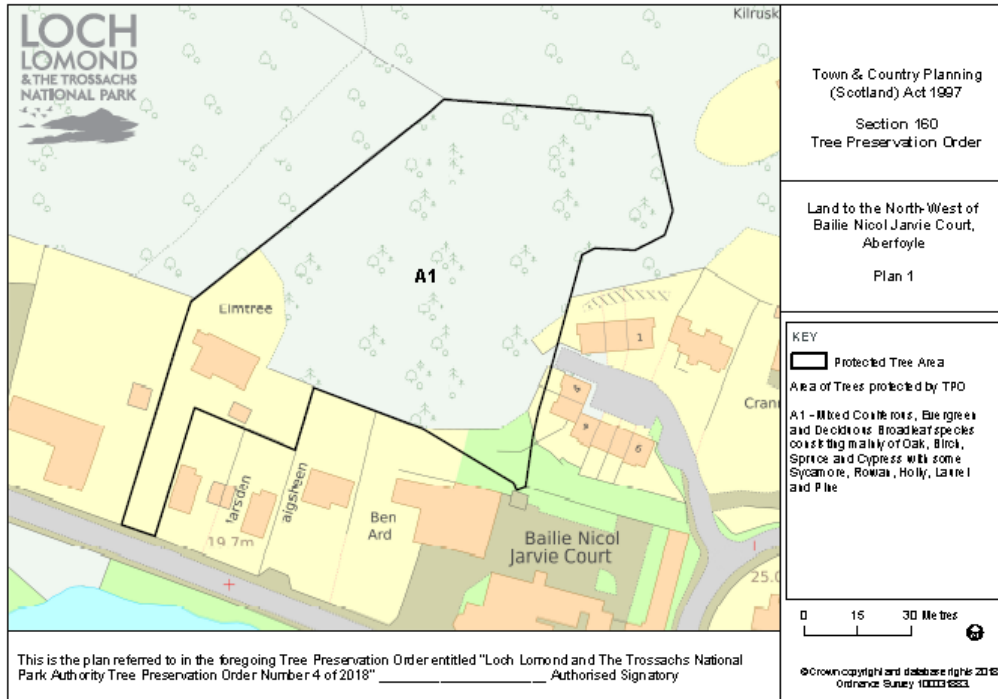 LOCH
LOMOND
& THE TROSSACHS
NATIONAL PARK
Kilrusk
A1
Elmtree
1
4
6
Crann
Ben
Ard
19.7m
Bailie Nicol
Jarvie Court
25.0
Town & Country Planning
(Scotland) Act 1997
Section 160
Tree Preservation Order
Land to the North-West of
Bailie Nicol Jarvie Court,
Aberfoyle
Plan 1
KEY
Protected Tree Area
Area of Trees protected by TPO
A1 - Mixed Coniferous, Evergreen
and Deciduous Broadleaf species
consisting mainly of Oak, Birch,
Spruce and Cypress with some
Sycamore, Rowan, Holly, Laurel
and Pine
0 15 30 Metres
© Crown copyright and database rights 2018
Ordnance Survey 100031883.
This is the plan referred to in the foregoing Tree Preservation Order entitled "Loch Lomond and The Trossachs National
Park Authority Tree Preservation Order Number 4 of 2018" ____________________ Authorised Signatory